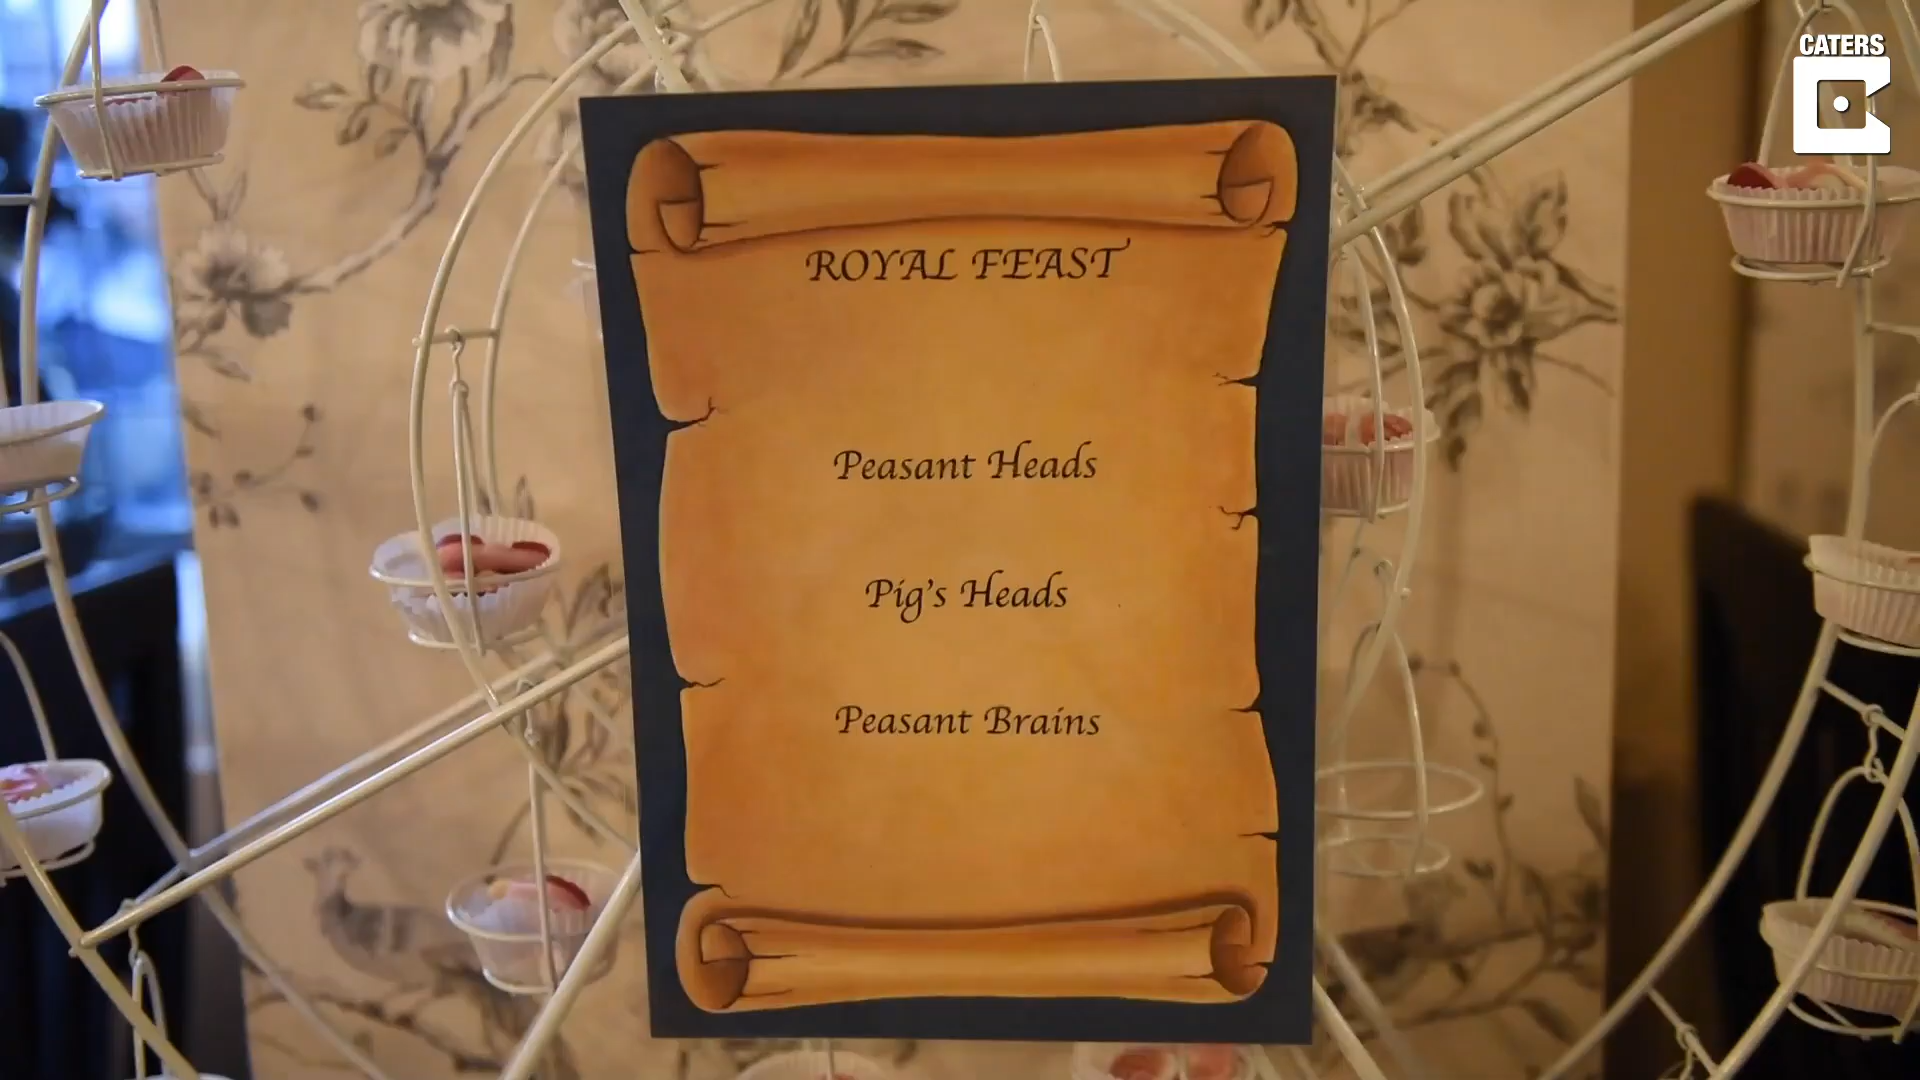 CATERS
ROYAL FEAST
Peasant Heads
Pig's Heads
Peasant Brains